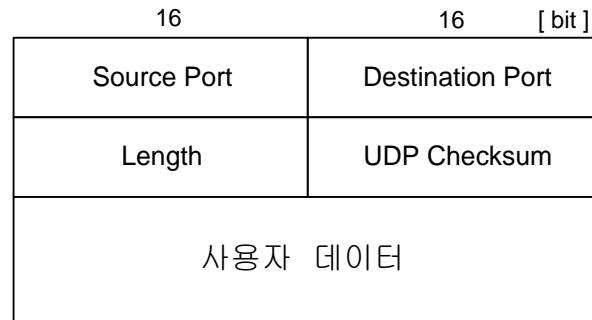 16 16 [ bit ]
Source Port Destination Port
Length UDP Checksum
사용자 데이터